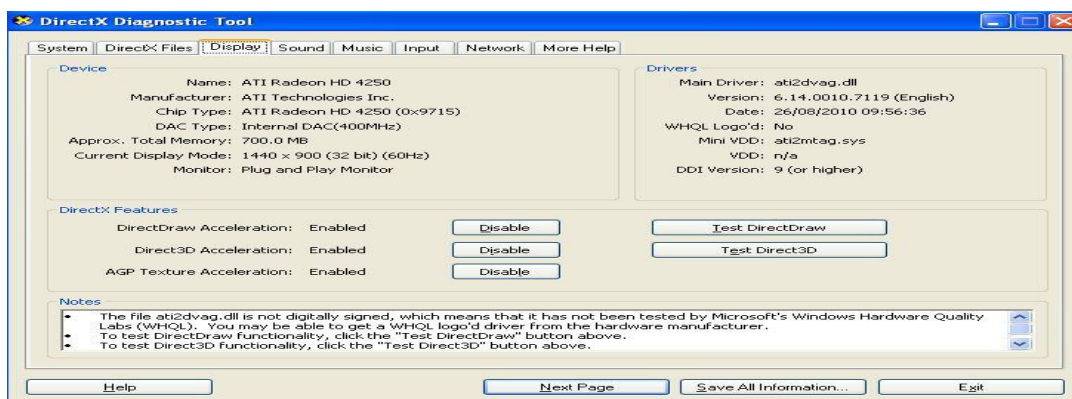 DirectX Diagnostic Tool
System DirectX Files Display Sound Music Input Network More Help
Device
Name: ATI Radeon HD 4250
Manufacturer: ATI Technologies Inc.
Chip Type: ATI Radeon HD 4250 (0x9715)
DAC Type: Internal DAC(400MHz)
Approx. Total Memory: 700.0 MB
Current Display Mode: 1440 x 900 (32 bit) (60Hz)
Monitor: Plug and Play Monitor
Drivers
Main Driver: ati2dvag.dll
Version: 6.14.0010.7119 (English)
Date: 26/08/2010 09:56:36
WHQL Logo'd: No
Mini VDD: ati2mtag.sys
VDD: n/a
DDI Version: 9 (or higher)
DirectX Features
DirectDraw Acceleration: Enabled Disable Test DirectDraw
Direct3D Acceleration: Enabled Disable Test Direct3D
AGP Texture Acceleration: Enabled Disable
Notes
• The file ati2dvag.dll is not digitally signed, which means that it has not been tested by Microsoft's Windows Hardware Quality
Labs (WHQL). You may be able to get a WHQL logo'd driver from the hardware manufacturer.
• To test DirectDraw functionality, click the "Test DirectDraw" button above.
• To test Direct3D functionality, click the "Test Direct3D" button above.
Help Next Page Save All Information... Exit